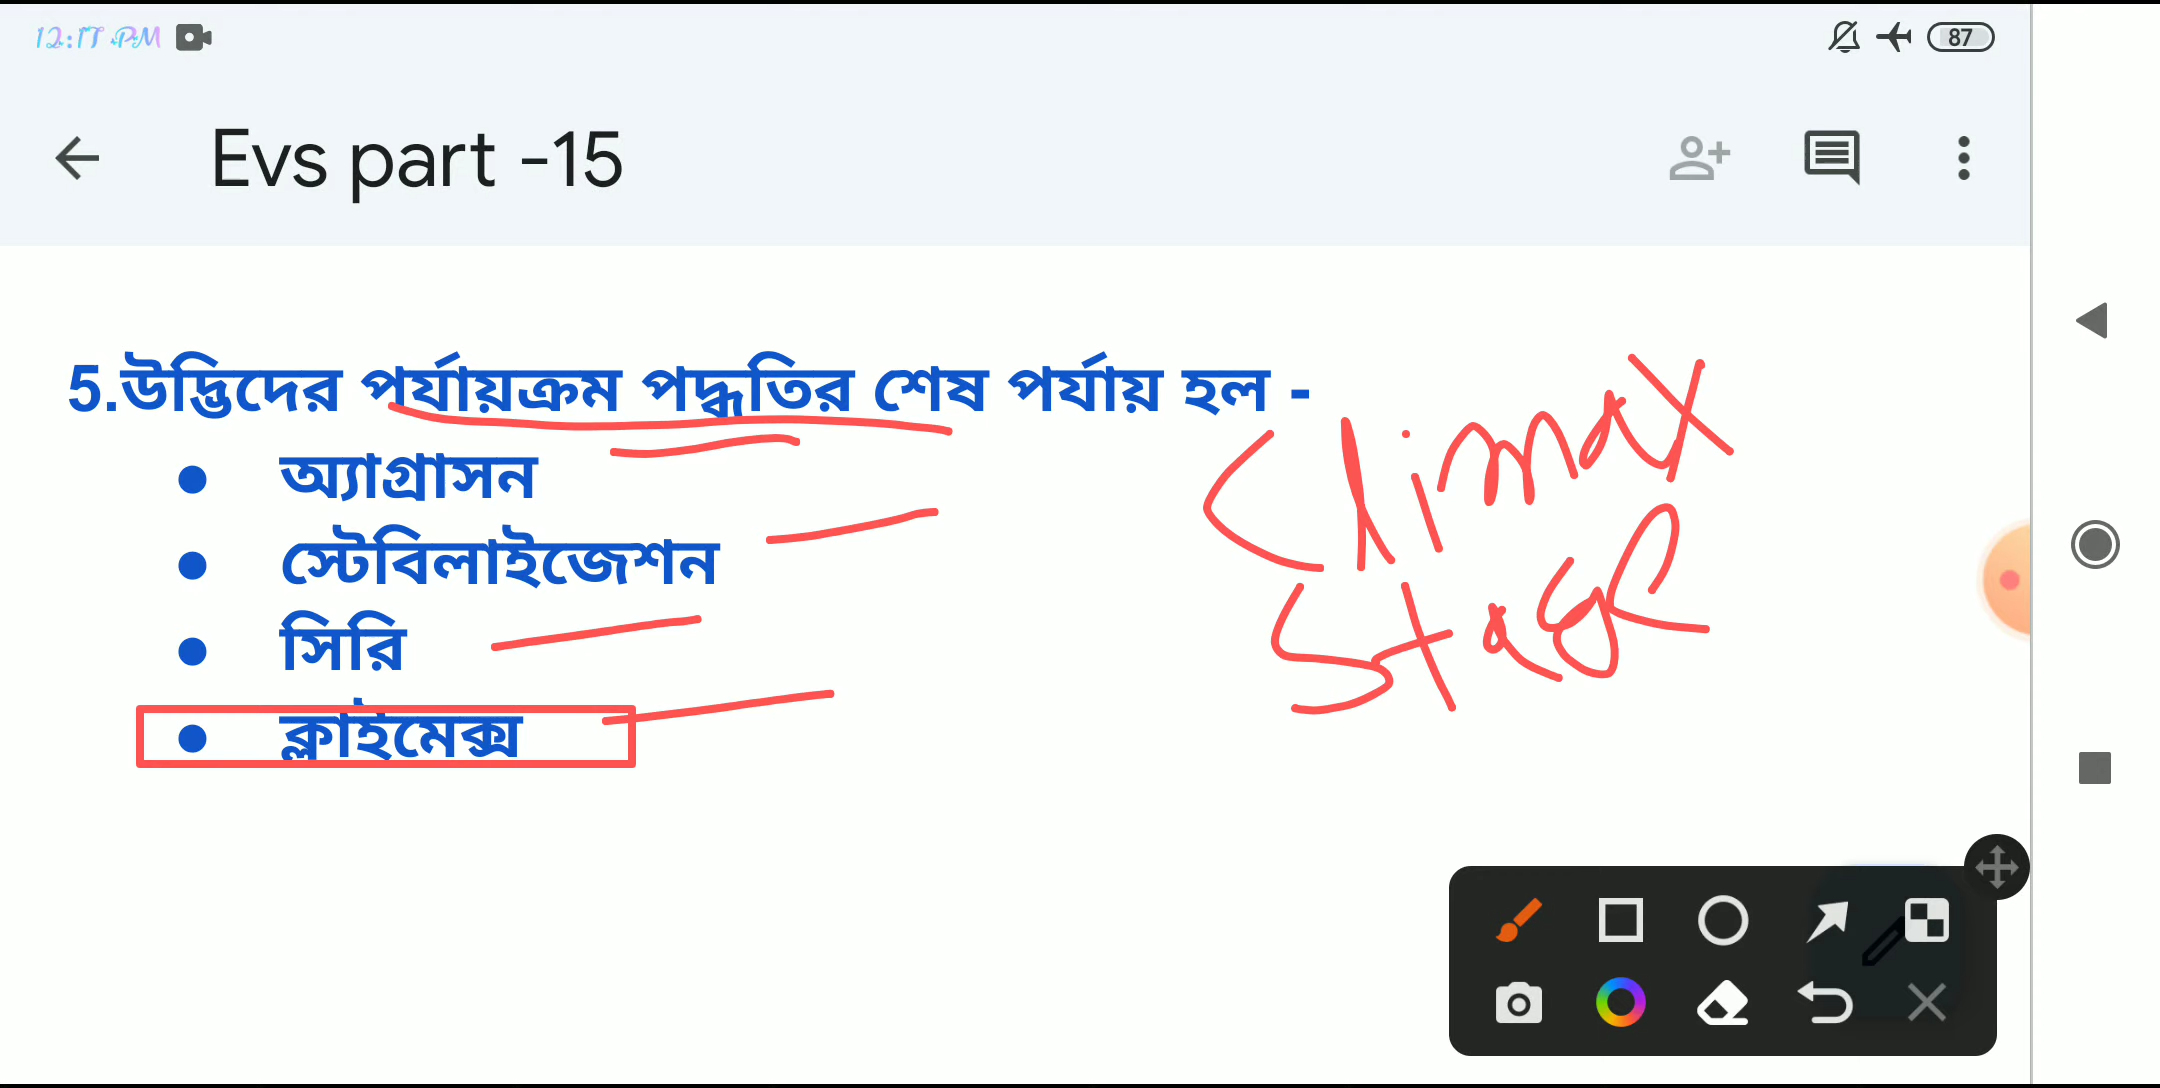 12:17 PM
87
Evs part -15
5.উদ্ভিদের পর্যায়ক্রম পদ্ধতির শেষ পর্যায় হল -
● অ্যাগ্রাসন
● স্টেবিলাইজেশন
● সিরি
● ক্লাইমেক্স
Climax
Stage